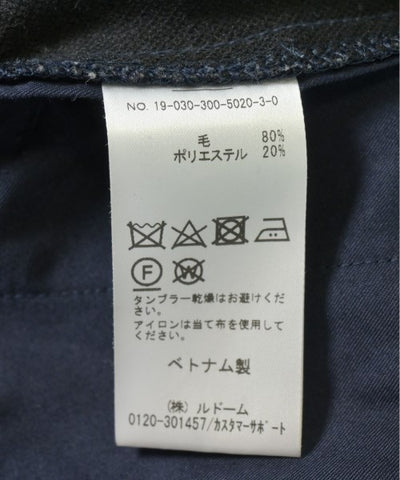 NO. 19-030-300-5020-3-0
毛 80%
ポリエステル 20%
F W
タンブラー乾燥はお避けくだ
さい。
アイロンは当て布を使用して
ください。
ベトナム製
(株) ルドーム
0120-301457/カスタマーサポート